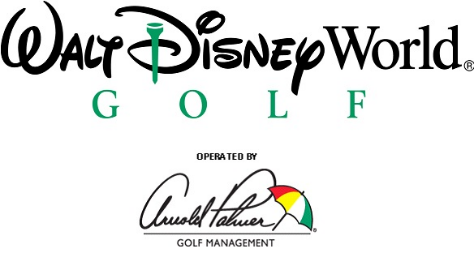 Walt Disney World®
GOLF
OPERATED BY
Arnold Palmer®
GOLF MANAGEMENT